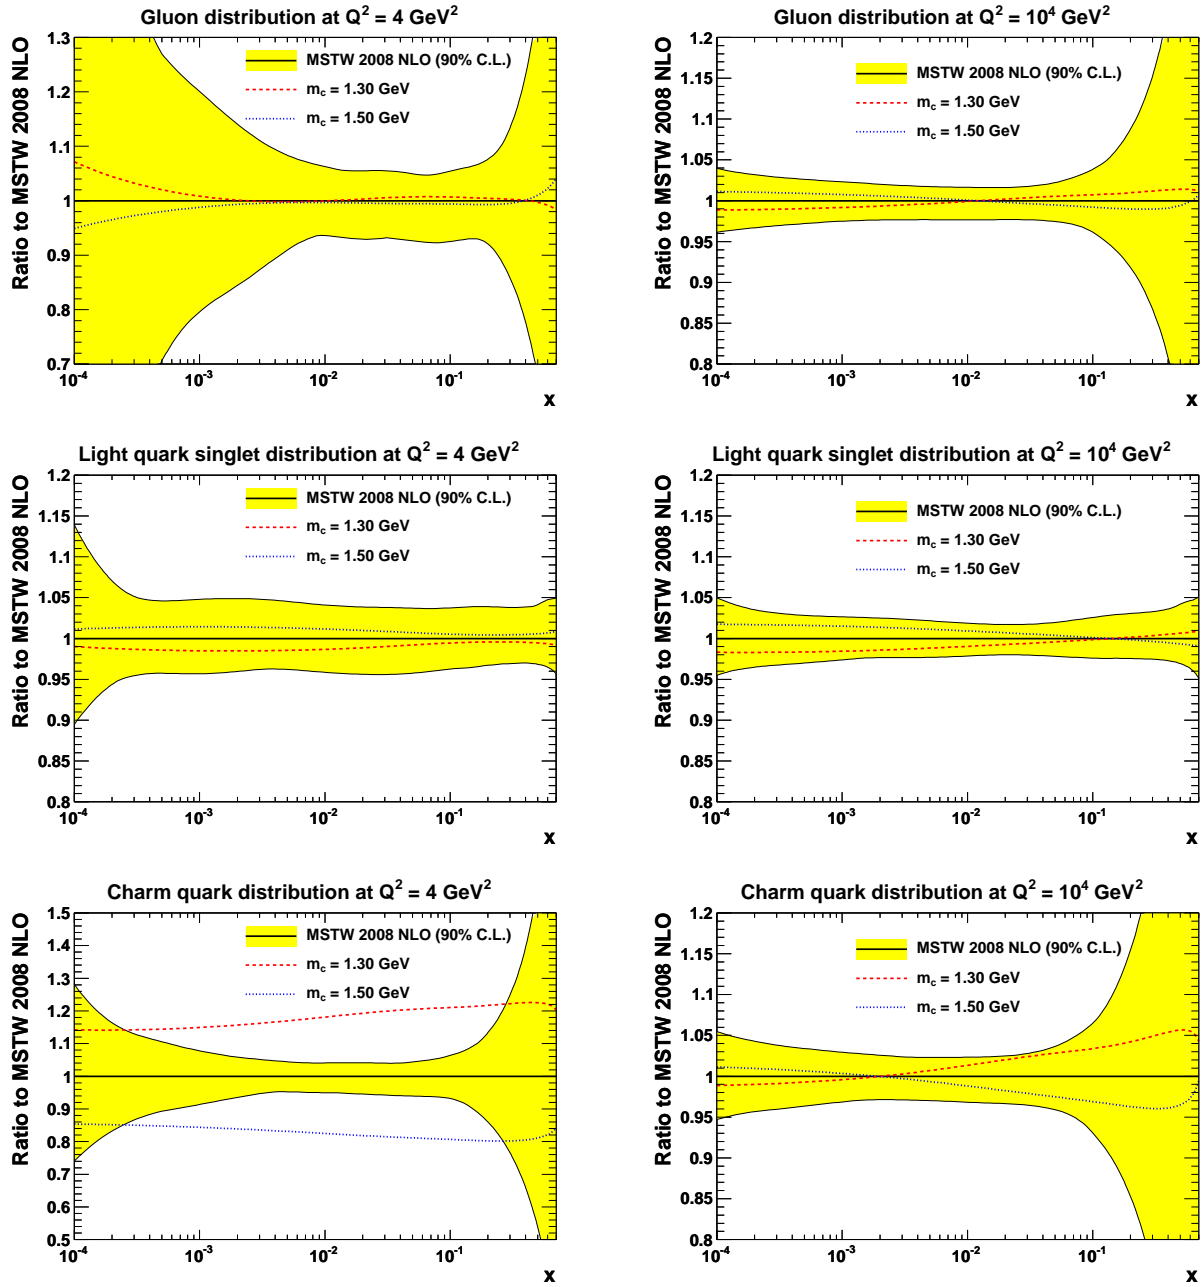 Gluon distribution at Q² = 4 GeV²
Ratio to MSTW 2008 NLO
1.3
1.2
1.1
1
0.9
0.8
0.7
MSTW 2008 NLO (90% C.L.)
m_c = 1.30 GeV
m_c = 1.50 GeV
10⁻⁴ 10⁻³ 10⁻² 10⁻¹
x
Gluon distribution at Q² = 10⁴ GeV²
Ratio to MSTW 2008 NLO
1.2
1.15
1.1
1.05
1
0.95
0.9
0.85
0.8
MSTW 2008 NLO (90% C.L.)
m_c = 1.30 GeV
m_c = 1.50 GeV
10⁻⁴ 10⁻³ 10⁻² 10⁻¹
x
Light quark singlet distribution at Q² = 4 GeV²
Ratio to MSTW 2008 NLO
1.2
1.15
1.1
1.05
1
0.95
0.9
0.85
0.8
MSTW 2008 NLO (90% C.L.)
m_c = 1.30 GeV
m_c = 1.50 GeV
10⁻⁴ 10⁻³ 10⁻² 10⁻¹
x
Light quark singlet distribution at Q² = 10⁴ GeV²
Ratio to MSTW 2008 NLO
1.2
1.15
1.1
1.05
1
0.95
0.9
0.85
0.8
MSTW 2008 NLO (90% C.L.)
m_c = 1.30 GeV
m_c = 1.50 GeV
10⁻⁴ 10⁻³ 10⁻² 10⁻¹
x
Charm quark distribution at Q² = 4 GeV²
Ratio to MSTW 2008 NLO
1.5
1.4
1.3
1.2
1.1
1
0.9
0.8
0.7
0.6
0.5
MSTW 2008 NLO (90% C.L.)
m_c = 1.30 GeV
m_c = 1.50 GeV
10⁻⁴ 10⁻³ 10⁻² 10⁻¹
x
Charm quark distribution at Q² = 10⁴ GeV²
Ratio to MSTW 2008 NLO
1.2
1.15
1.1
1.05
1
0.95
0.9
0.85
0.8
MSTW 2008 NLO (90% C.L.)
m_c = 1.30 GeV
m_c = 1.50 GeV
10⁻⁴ 10⁻³ 10⁻² 10⁻¹
x